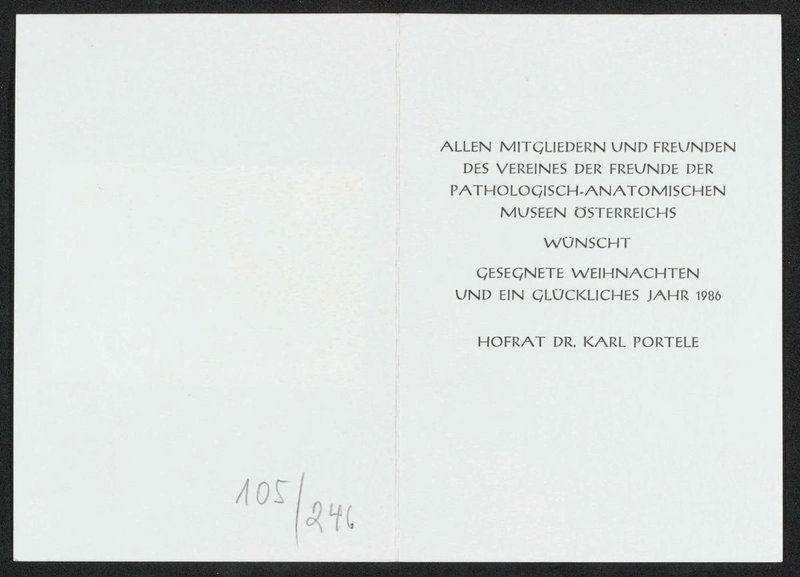 105/246
ALLEN MITGLIEDERN UND FREUNDEN
DES VEREINES DER FREUNDE DER
PATHOLOGISCH-ANATOMISCHEN
MUSEEN ÖSTERREICHS
WÜNSCHT
GESEGNETE WEIHNACHTEN
UND EIN GLÜCKLICHES JAHR 1986
HOFRAT DR. KARL PORTELE